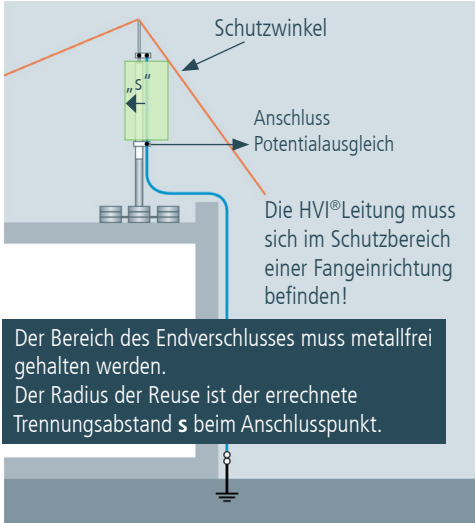 Schutzwinkel
„s“
Anschluss
Potentialausgleich
Die HVI®Leitung muss
sich im Schutzbereich
einer Fangeinrichtung
befinden!
Der Bereich des Endverschlusses muss metallfrei
gehalten werden.
Der Radius der Reuse ist der errechnete
Trennungsabstand s beim Anschlusspunkt.